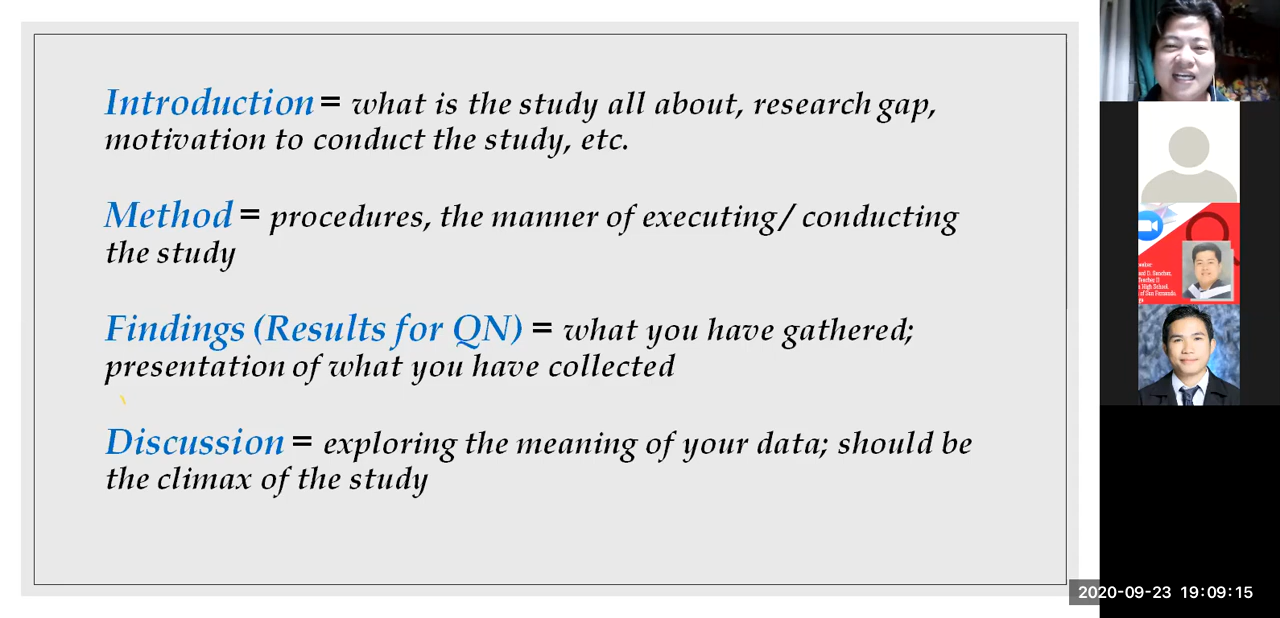 Introduction = what is the study all about, research gap,
motivation to conduct the study, etc.
Method = procedures, the manner of executing/ conducting
the study
Findings (Results for QN) = what you have gathered;
presentation of what you have collected
Discussion = exploring the meaning of your data; should be
the climax of the study
2020-09-23 19:09:15